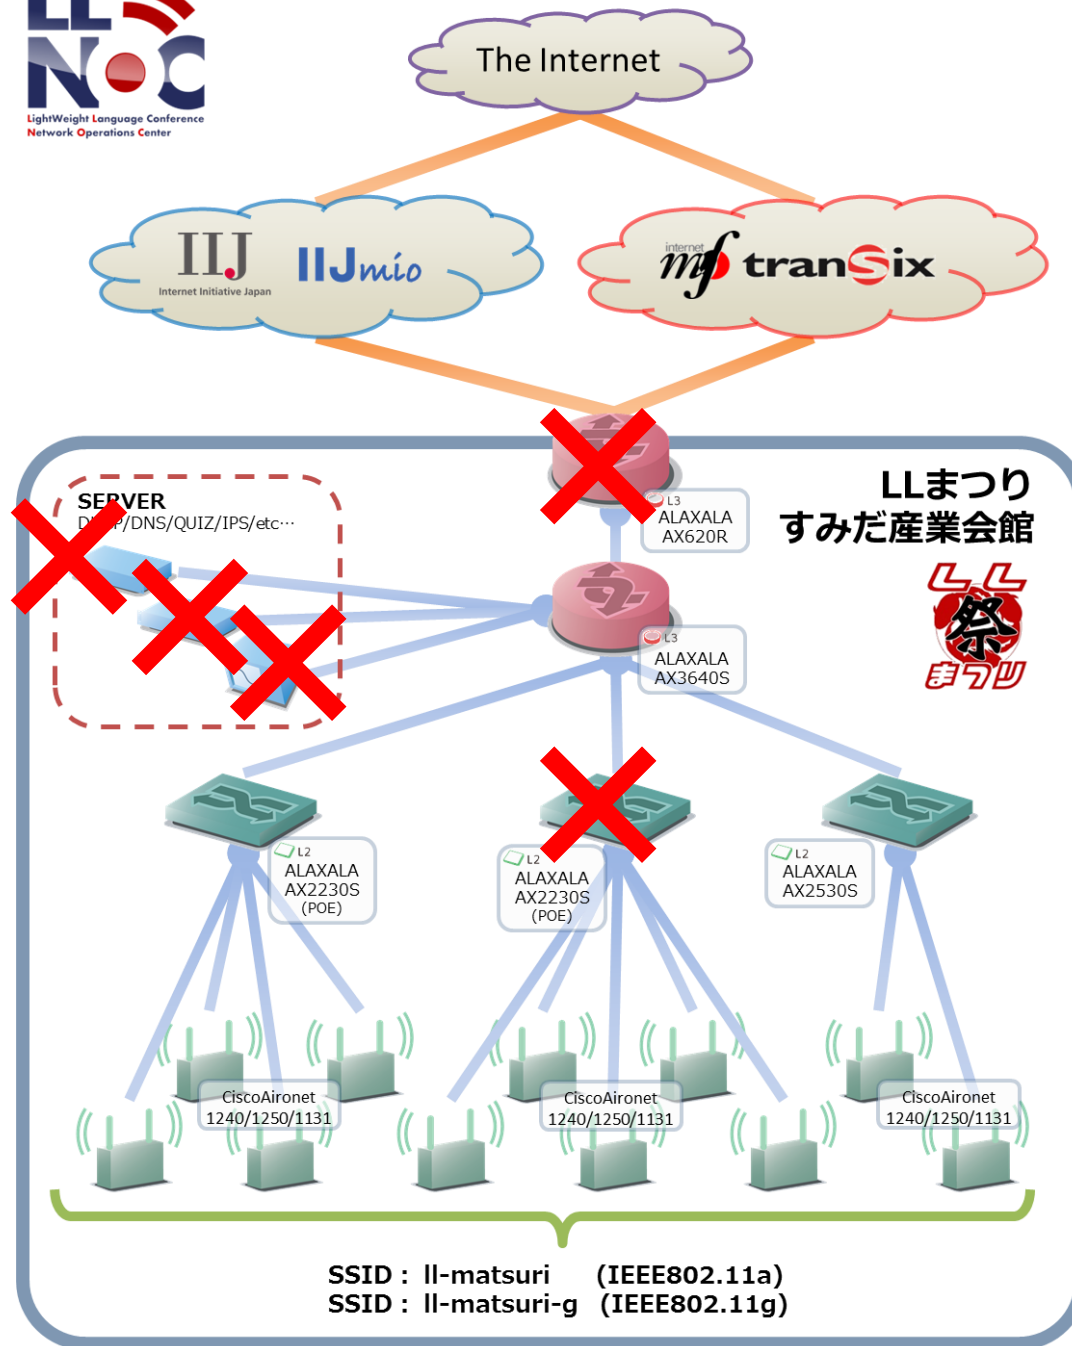 LL
NOC
LightWeight Language Conference
Network Operations Center
The Internet
IIJ
Internet Initiative Japan
IIJmio
internet
mf
transix
SERVER
/DNS/QUIZ/IPS/etc…
L3
ALAXALA
AX620R
LLまつり
すみだ産業会館
LL
祭
まつり
L3
ALAXALA
AX3640S
L2
ALAXALA
AX2230S
(POE)
L2
ALAXALA
AX2230S
(POE)
L2
ALAXALA
AX2530S
CiscoAironet
1240/1250/1131
CiscoAironet
1240/1250/1131
CiscoAironet
1240/1250/1131
SSID : ll-matsuri (IEEE802.11a)
SSID : ll-matsuri-g (IEEE802.11g)